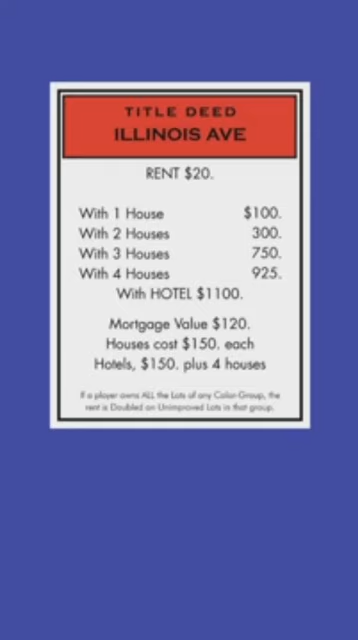 TITLE DEED
ILLINOIS AVE
RENT $20.
With 1 House $100.
With 2 Houses 300.
With 3 Houses 750.
With 4 Houses 925.
With HOTEL $1100.
Mortgage Value $120.
Houses cost $150. each
Hotels, $150. plus 4 houses
If a player owns ALL the Lots of any Color-Group, the
rent is Doubled on Unimproved Lots in that group.